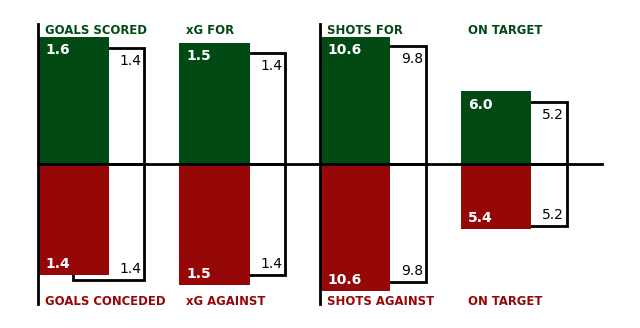 GOALS SCORED xG FOR SHOTS FOR ON TARGET
1.6 1.4 1.5 1.4 10.6 9.8 6.0 5.2
1.4 1.4 1.5 1.4 10.6 9.8 5.4 5.2
GOALS CONCEDED xG AGAINST SHOTS AGAINST ON TARGET